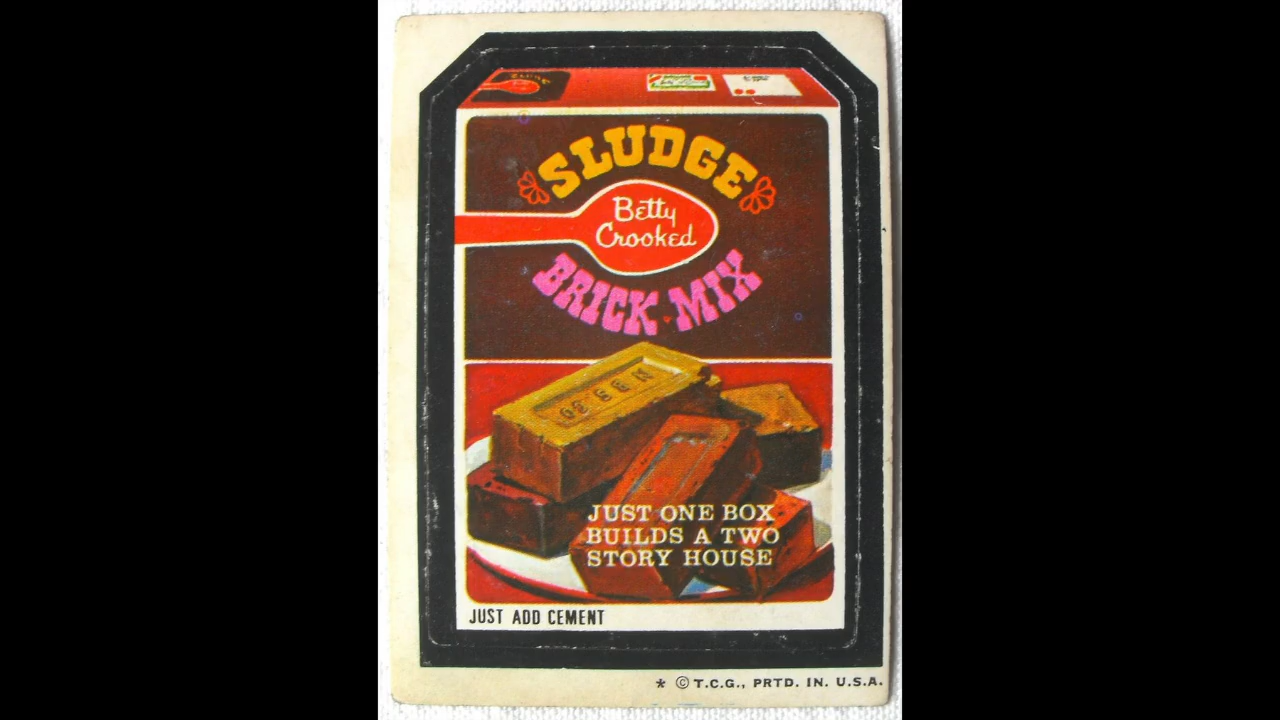 SLUDGE
Betty
Crooked
BRICK MIX
JUST ONE BOX
BUILDS A TWO
STORY HOUSE
JUST ADD CEMENT
* © T.C.G., PRTD. IN. U.S.A.